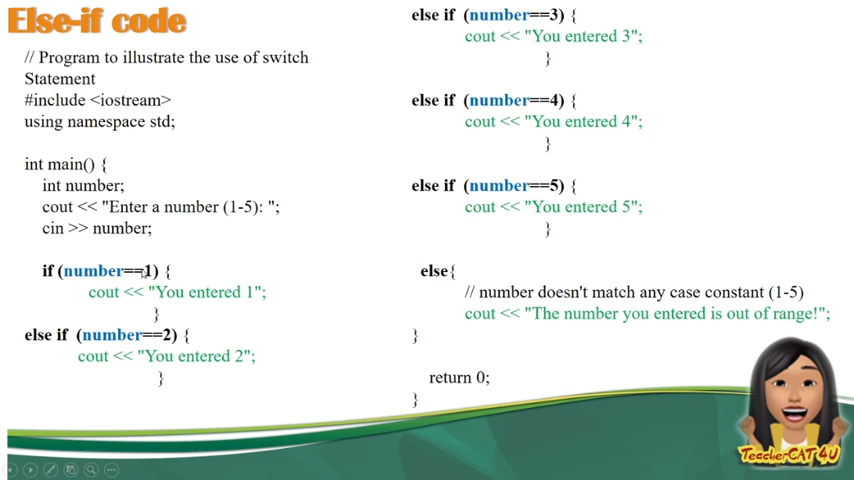 Else-if code
// Program to illustrate the use of switch
Statement
#include <iostream>
using namespace std;
int main() {
int number;
cout << "Enter a number (1-5): ";
cin >> number;
if (number==1) {
cout << "You entered 1";
}
else if (number==2) {
cout << "You entered 2";
}
else if (number==3) {
cout << "You entered 3";
}
else if (number==4) {
cout << "You entered 4";
}
else if (number==5) {
cout << "You entered 5";
}
else{
// number doesn't match any case constant (1-5)
cout << "The number you entered is out of range!";
}
return 0;
}
TeacherCAT 4U